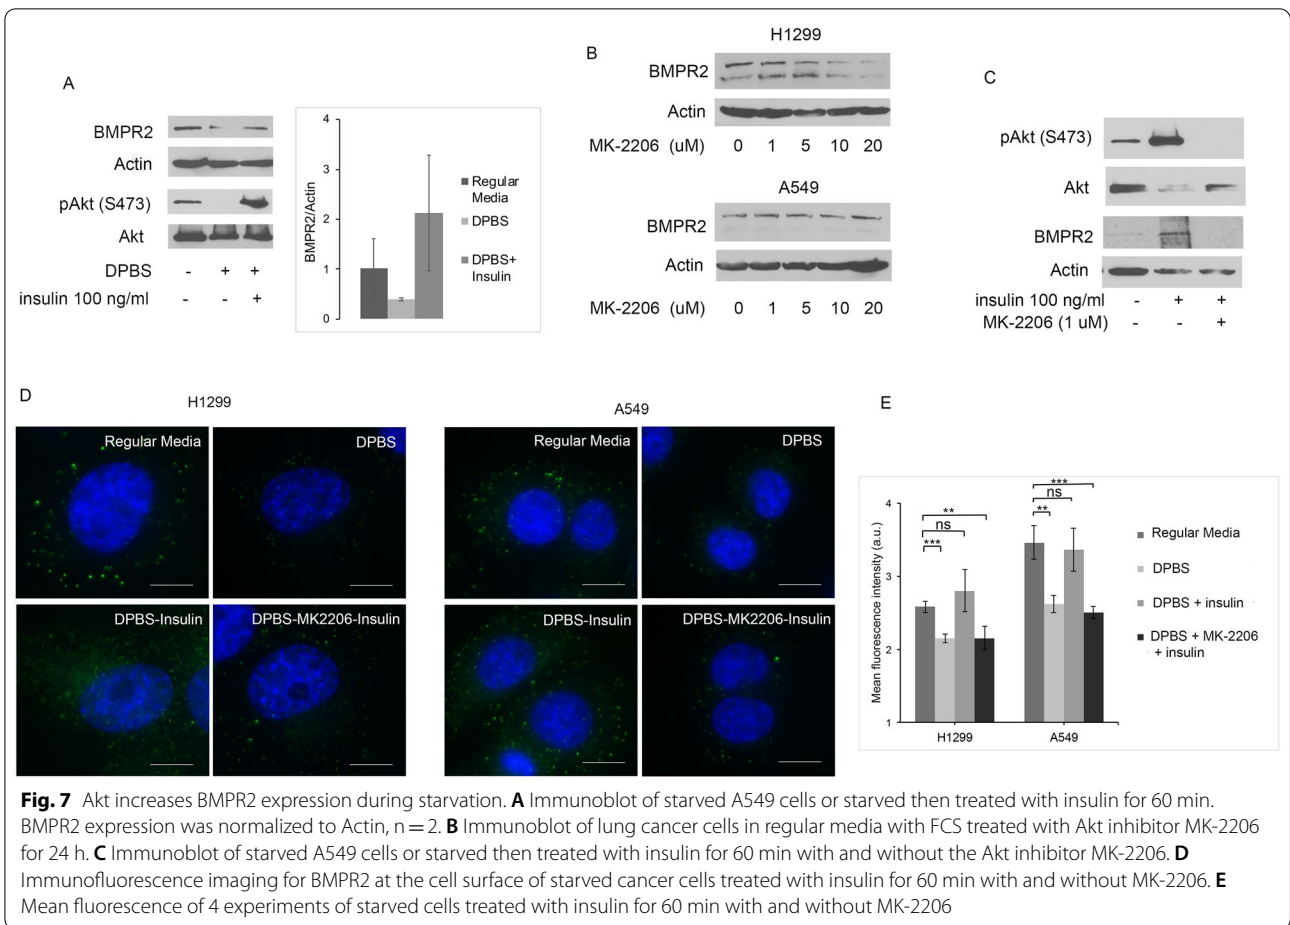 A
BMPR2
Actin
pAkt (S473)
Akt
DPBS - + +
insulin 100 ng/ml - - +
BMPR2/Actin
4
3
2
1
0
Regular
Media
DPBS
DPBS+
Insulin
B
H1299
BMPR2
Actin
MK-2206 (uM) 0 1 5 10 20
A549
BMPR2
Actin
MK-2206 (uM) 0 1 5 10 20
C
pAkt (S473)
Akt
BMPR2
Actin
insulin 100 ng/ml - + +
MK-2206 (1 uM) - - +
D
H1299
A549
Regular Media
DPBS
Regular Media
DPBS
DPBS-Insulin
DPBS-MK2206-Insulin
DPBS-Insulin
DPBS-MK2206-Insulin
E
Mean fluorescence intensity (a.u.)
4
3
2
1
**
ns
***
***
ns
**
H1299
A549
Regular Media
DPBS
DPBS + insulin
DPBS + MK-2206
+ insulin
Fig. 7 Akt increases BMPR2 expression during starvation. A Immunoblot of starved A549 cells or starved then treated with insulin for 60 min.
BMPR2 expression was normalized to Actin, n = 2. B Immunoblot of lung cancer cells in regular media with FCS treated with Akt inhibitor MK-2206
for 24 h. C Immunoblot of starved A549 cells or starved then treated with insulin for 60 min with and without the Akt inhibitor MK-2206. D
Immunofluorescence imaging for BMPR2 at the cell surface of starved cancer cells treated with insulin for 60 min with and without MK-2206. E
Mean fluorescence of 4 experiments of starved cells treated with insulin for 60 min with and without MK-2206